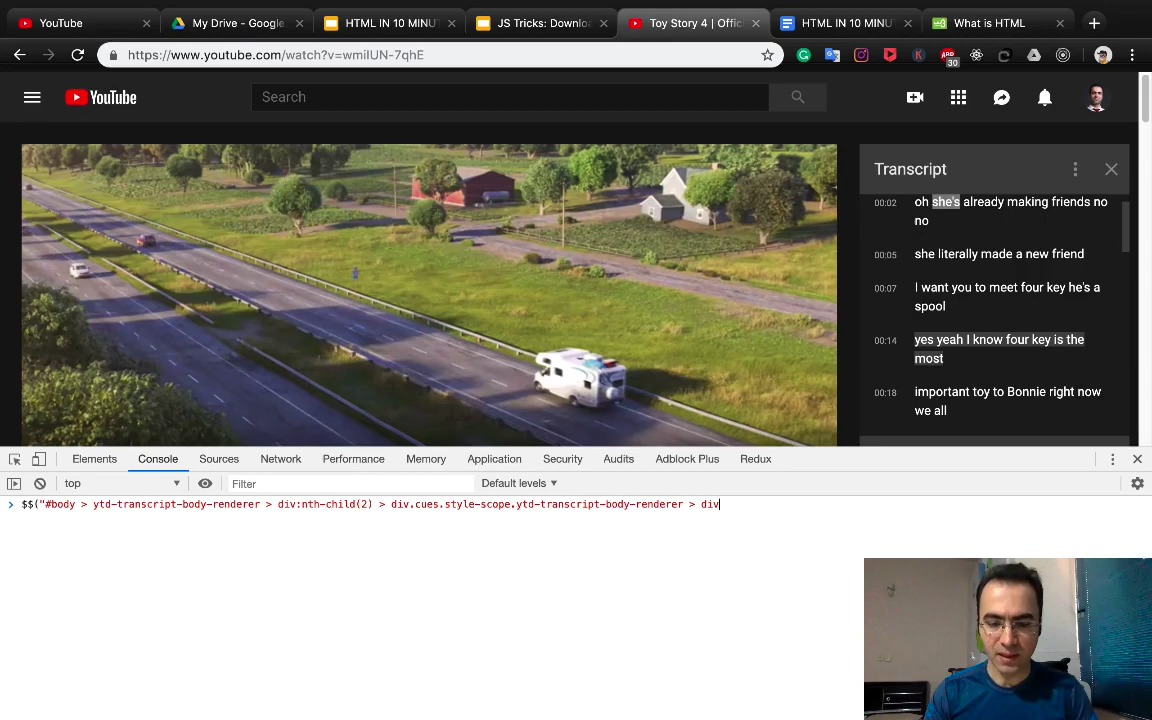 YouTube
My Drive - Google
HTML IN 10 MINU
JS Tricks: Downloa
Toy Story 4 | Offic
HTML IN 10 MINU
What is HTML
https://www.youtube.com/watch?v=wmiIUN-7qhE
30
YouTube
Search
Transcript
00:02 oh she's already making friends no
no
00:05 she literally made a new friend
00:07 I want you to meet four key he's a
spool
00:14 yes yeah I know four key is the
most
00:18 important toy to Bonnie right now
we all
Elements Console Sources Network Performance Memory Application Security Audits Adblock Plus Redux
top Filter Default levels
$$("#body > ytd-transcript-body-renderer > div:nth-child(2) > div.cues.style-scope.ytd-transcript-body-renderer > div